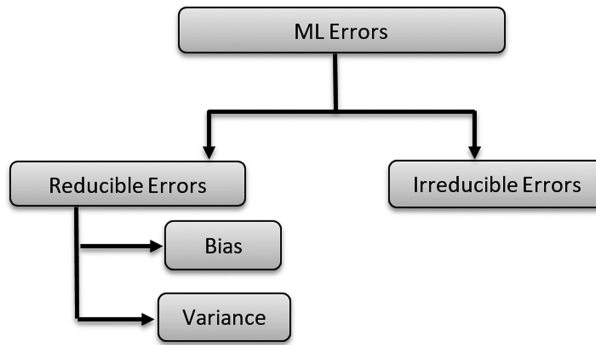 ML Errors
Reducible Errors
Irreducible Errors
Bias
Variance